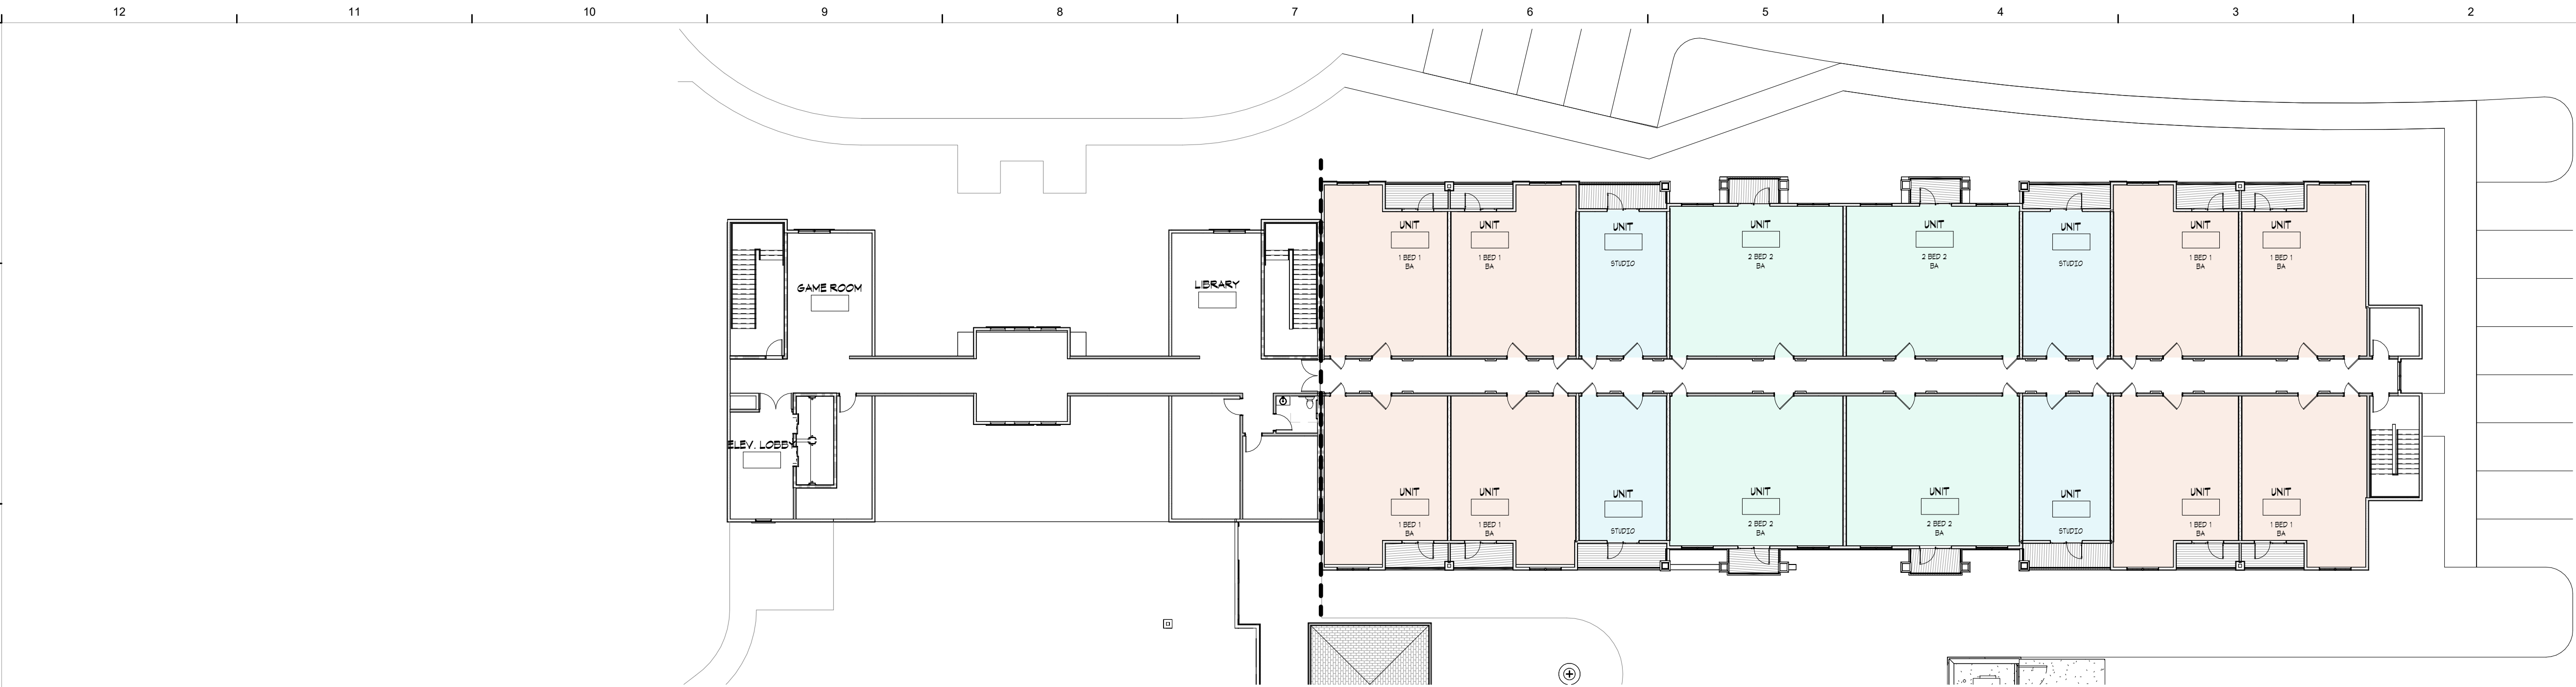 12 11 10 9 8 7 6 5 4 3 2
UNIT UNIT UNIT UNIT UNIT UNIT UNIT UNIT
1 BED 1 1 BED 1 STUDIO 2 BED 2 2 BED 2 STUDIO 1 BED 1 1 BED 1
BA BA BA BA BA BA
GAME ROOM LIBRARY
ELEV. LOBBY
UNIT UNIT UNIT UNIT UNIT UNIT UNIT UNIT
1 BED 1 1 BED 1 STUDIO 2 BED 2 2 BED 2 STUDIO 1 BED 1 1 BED 1
BA BA BA BA BA BA